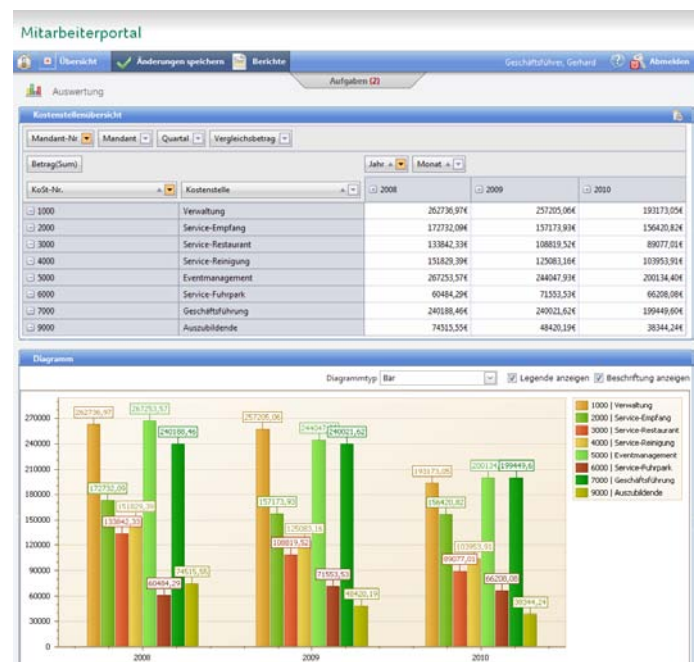 Mitarbeiterportal
Übersicht Änderungen speichern Berichte Geschäftsführer, Gerhard Abmelden
Aufgaben (2)
Auswertung
Kostenstellenübersicht
Mandant-Nr Mandant Quartal Vergleichsbetrag
Betrag(Sum) Jahr Monat
KoSt-Nr. Kostenstelle 2008 2009 2010
1000 Verwaltung 262736,97€ 257205,06€ 193173,05€
2000 Service-Empfang 172732,09€ 157173,93€ 156420,82€
3000 Service-Restaurant 133842,33€ 108819,52€ 89077,01€
4000 Service-Reinigung 151829,39€ 125083,16€ 103953,91€
5000 Eventmanagement 267253,57€ 244047,93€ 200134,40€
6000 Service-Fuhrpark 60484,29€ 71553,53€ 66208,08€
7000 Geschäftsführung 240188,46€ 240021,62€ 199449,60€
9000 Auszubildende 74515,55€ 48420,19€ 38344,24€
Diagramm
Diagrammtyp Bar Legende anzeigen Beschriftung anzeigen
1000 | Verwaltung
2000 | Service-Empfang
3000 | Service-Restaurant
4000 | Service-Reinigung
5000 | Eventmanagement
6000 | Service-Fuhrpark
7000 | Geschäftsführung
9000 | Auszubildende
270000
240000
210000
180000
150000
120000
90000
60000
30000
0
262736,97
172732,09
133842,33
151829,39
267253,57
60484,29
240188,46
74515,55
257205,06
157173,93
108819,52
125083,16
244047
71553,53
240021,62
48420,19
193173,05
156420,82
89077,01
103953,91
200134
66208,08
199449,6
38344,24
2008 2009 2010